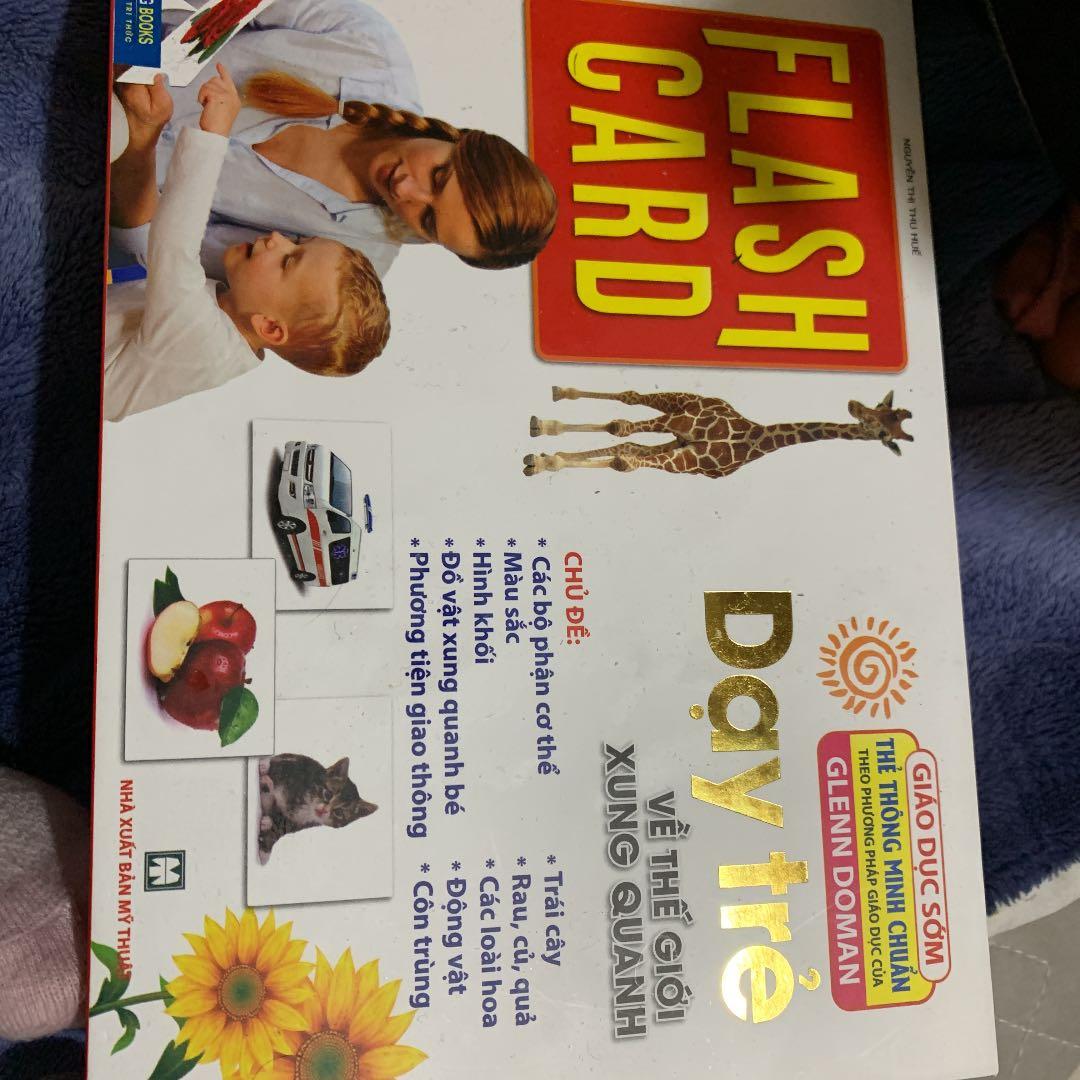 G BOOKS
TRI THỨC
NGUYỄN THỊ THU HUẾ
FLASH
CARD
GIÁO DỤC SỚM
THẺ THÔNG MINH CHUẨN
THEO PHƯƠNG PHÁP GIÁO DỤC CỦA
GLENN DOMAN
Dạy trẻ
VỀ THẾ GIỚI
XUNG QUANH
CHỦ ĐỀ:
* Các bộ phận cơ thể
* Màu sắc
* Hình khối
* Đồ vật xung quanh bé
* Phương tiện giao thông
* Trái cây
* Rau, củ, quả
* Các loài hoa
* Động vật
* Côn trùng
NHÀ XUẤT BẢN MỸ THUẬT